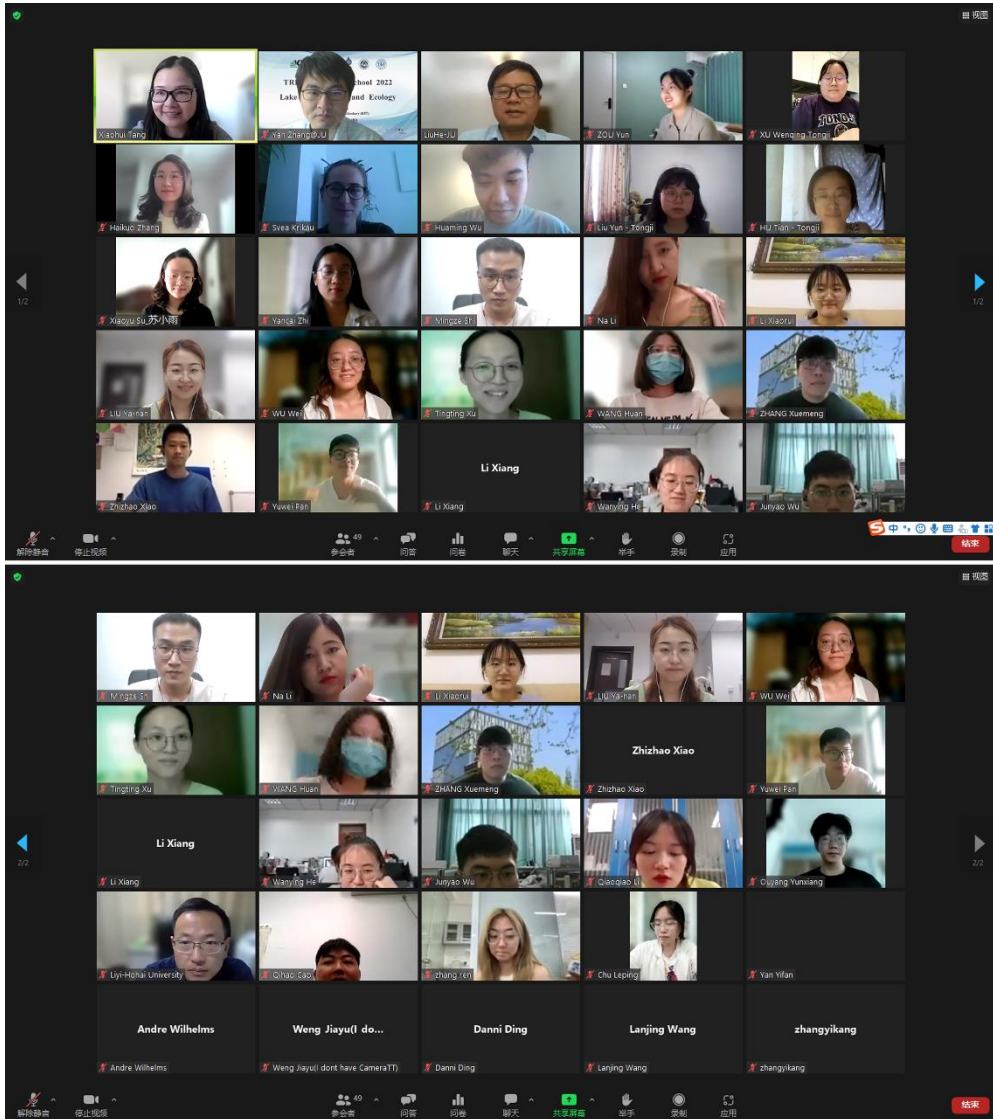 视图
Xiaohui Tang
Yan Zhang@JU
TR chool 2022
Lake and Ecology
LiuHe-JU
ZOU Yun
XU Wenqing Tongji
Haikuo Zhang
Svea Krikau
Huaming Wu
Liu Yun - Tongji
HU Tian - Tongji
Xiaoyu Su_苏小雨
Yancai Zhi
Mingze Shi
Na Li
Li Xiaorui
1/2
1/2
LIU Ya-nan
WU Wei
Tingting Xu
WANG Huan
ZHANG Xuemeng
Zhizhao Xiao
Yuwei Pan
Li Xiang
Li Xiang
Wanying He
Junyao Wu
中
解除静音
停止视频
49
参会者
问答
问卷
聊天
共享屏幕
举手
录制
应用
结束
视图
Mingze Shi
Na Li
Li Xiaorui
LIU Ya-nan
WU Wei
Tingting Xu
WANG Huan
ZHANG Xuemeng
Zhizhao Xiao
Zhizhao Xiao
Yuwei Pan
Li Xiang
Li Xiang
Wanying He
Junyao Wu
Qiaoqiao Li
Ouyang Yunxiang
2/2
2/2
Liyi-Hohai University
Qihao Cao
zhang ren
Chu Leping
Yan Yifan
Andre Wilhelms
Andre Wilhelms
Weng Jiayu(I do...
Weng Jiayu(I dont have CameraTT)
Danni Ding
Danni Ding
Lanjing Wang
Lanjing Wang
zhangyikang
zhangyikang
解除静音
停止视频
49
参会者
问答
问卷
聊天
共享屏幕
举手
录制
应用
结束